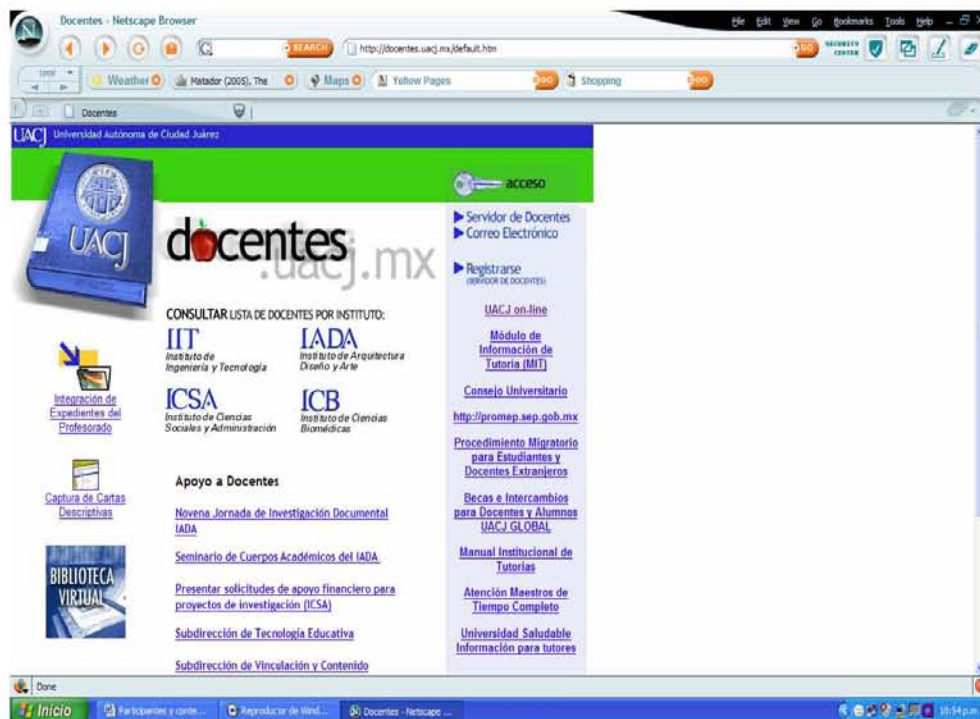 Docentes - Netscape Browser
File Edit View Go Bookmarks Tools Help
SEARCH
http://docentes.uacj.mx/default.htm
GO
SECURITY CENTER
Local
Weather
Matador (2005), The
Maps
Yellow Pages
GO
Shopping
GO
Docentes
UACJ Universidad Autónoma de Ciudad Juárez
acceso
UACJ
docentes
.uacj.mx
Servidor de Docentes
Correo Electrónico
Registrarse
(SERVIDOR DE DOCENTES)
CONSULTAR LISTA DE DOCENTES POR INSTITUTO:
IIT
Instituto de
Ingeniería y Tecnología
IADA
Instituto de Arquitectura
Diseño y Arte
ICSA
Instituto de Ciencias
Sociales y Administración
ICB
Instituto de Ciencias
Biomédicas
Integración de
Expedientes del
Profesorado
Captura de Cartas
Descriptivas
BIBLIOTECA
VIRTUAL
Apoyo a Docentes
Novena Jornada de Investigación Documental
IADA
Seminario de Cuerpos Académicos del IADA
Presentar solicitudes de apoyo financiero para
proyectos de investigación (ICSA)
Subdirección de Tecnología Educativa
Subdirección de Vinculación y Contenido
UACJ on-line
Módulo de
Información de
Tutoría (MIT)
Consejo Universitario
http://promep.sep.gob.mx
Procedimiento Migratorio
para Estudiantes y
Docentes Extranjeros
Becas e Intercambios
para Docentes y Alumnos
UACJ GLOBAL
Manual Institucional de
Tutorías
Atención Maestros de
Tiempo Completo
Universidad Saludable
Información para tutores
Done
Inicio
Participantes y conte...
Reproductor de Wind...
Docentes - Netscape ...
10:54 p.m.